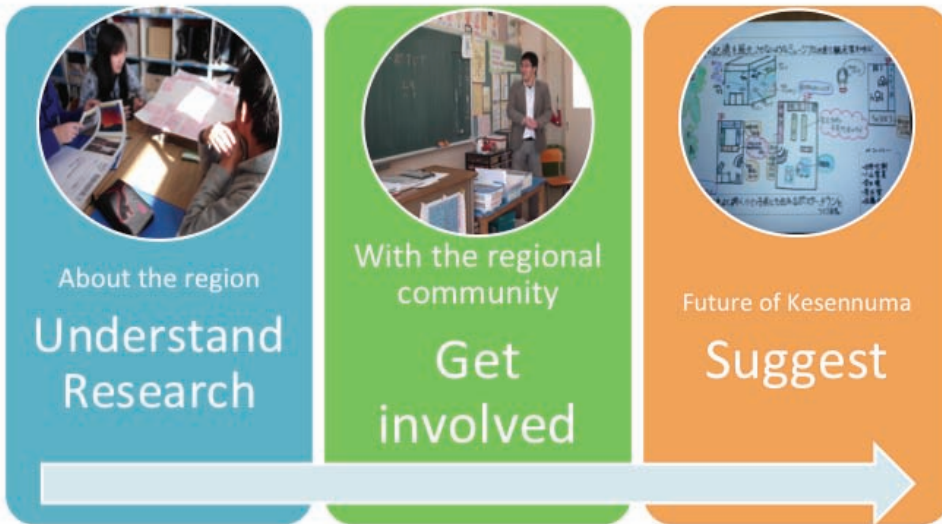 About the region
Understand
Research
With the regional
community
Get
involved
Future of Kesennuma
Suggest